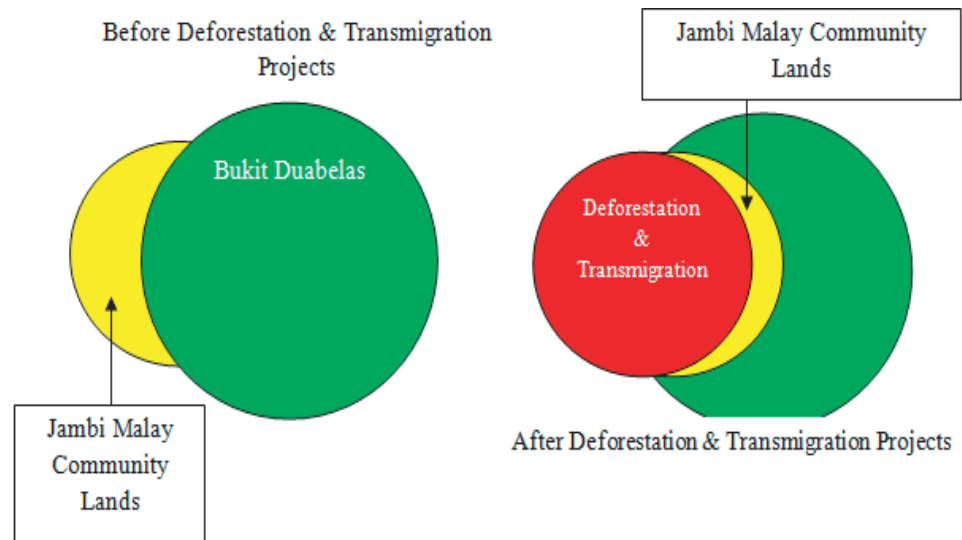 Before Deforestation & Transmigration
Projects
Bukit Duabelas
Jambi Malay
Community
Lands
Jambi Malay Community
Lands
Deforestation
&
Transmigration
After Deforestation & Transmigration Projects